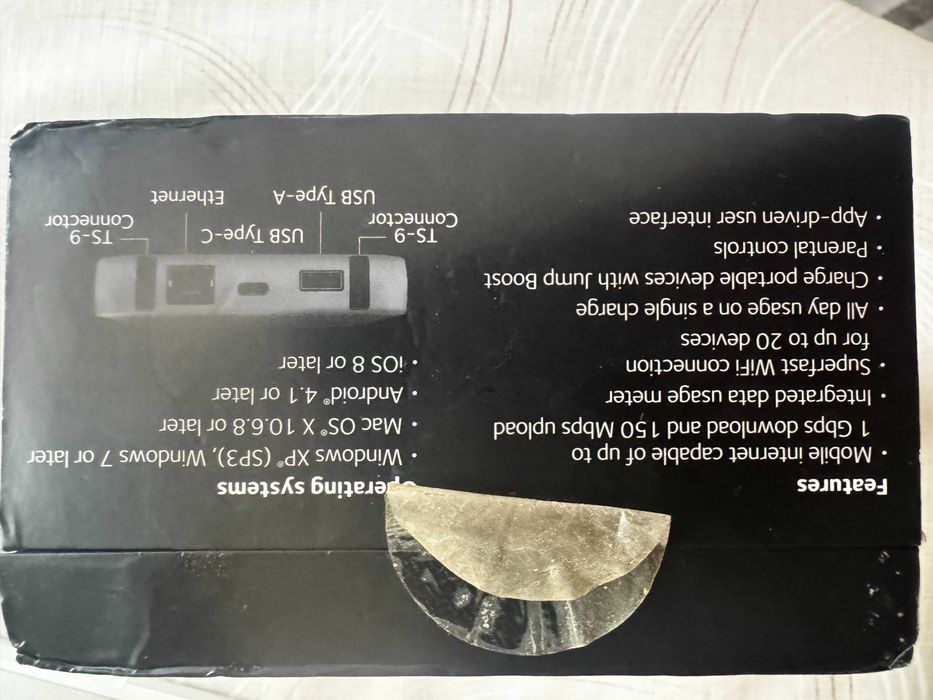 Features
• Mobile internet capable of up to
1 Gbps download and 150 Mbps upload
• Integrated data usage meter
• Superfast WiFi connection
for up to 20 devices
• All day usage on a single charge
• Charge portable devices with Jump Boost
• Parental controls
• App-driven user interface
Operating systems
• Windows XP® (SP3), Windows 7 or later
• Mac OS® X 10.6.8 or later
• Android® 4.1 or later
• iOS 8 or later
TS-9
Connector
USB Type-A
USB Type-C
Ethernet
TS-9
Connector